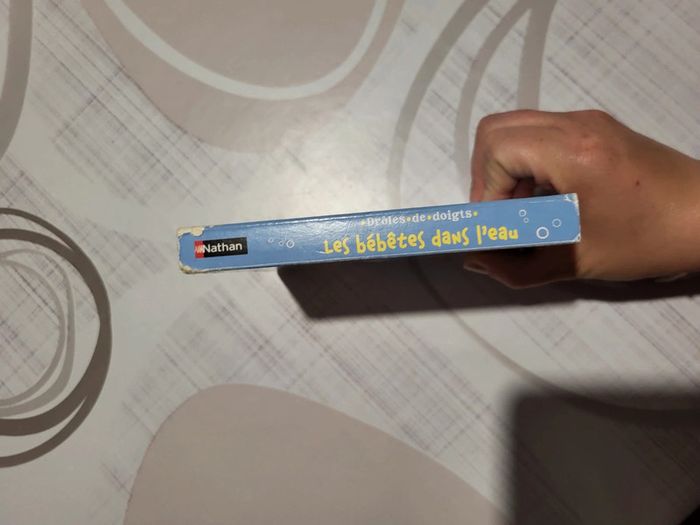 •Drôles•de•doigts•
Les bébêtes dans l'eau
Nathan